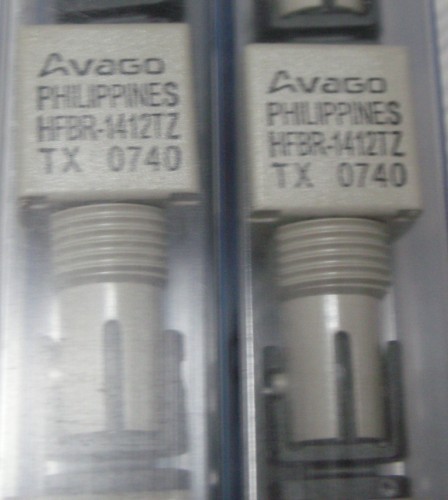 AVAGO
PHILIPPINES
HFBR-1412TZ
TX 0740
AVAGO
PHILIPPINES
HFBR-1412TZ
TX 0740